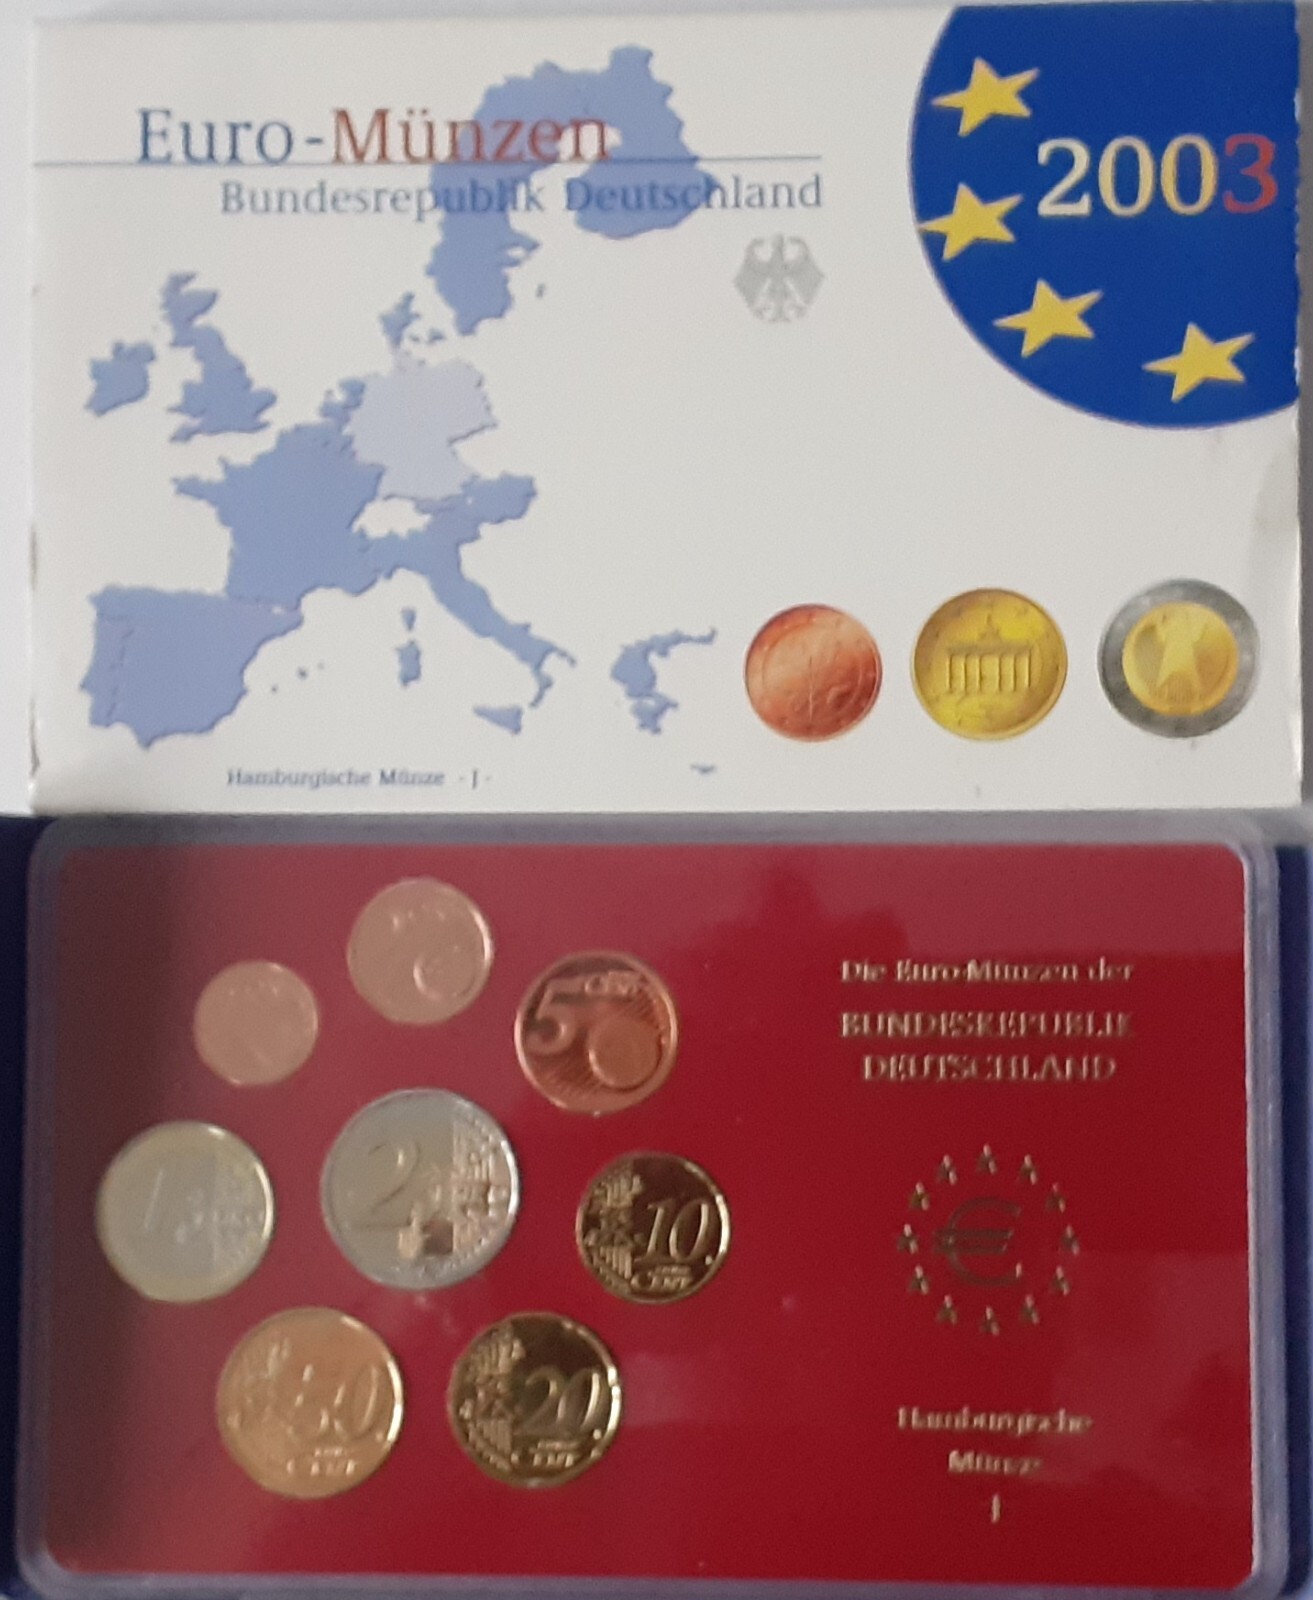 Euro-Münzen
Bundesrepublik Deutschland
2003
Hamburgische Münze - J -
Die Euro-Münzen der
BUNDESREPUBLIK
DEUTSCHLAND
5 CENT
1
2
10
CENT
50
CENT
20
CENT
€
Hamburgische
Münze
J